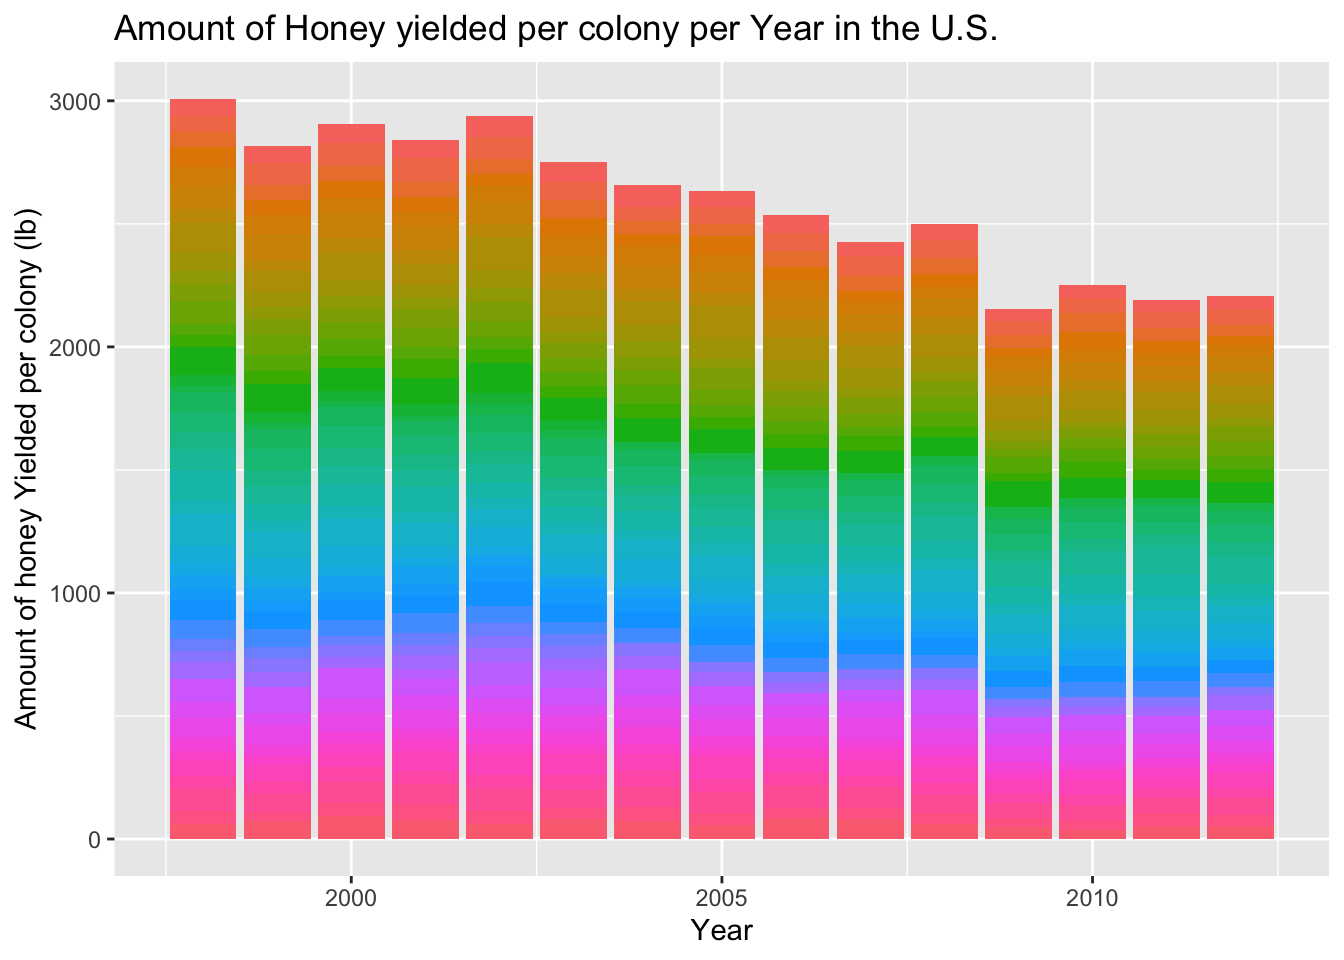 Amount of Honey yielded per colony per Year in the U.S.
Amount of honey Yielded per colony (lb)
3000
2000
1000
0
2000
2005
2010
Year